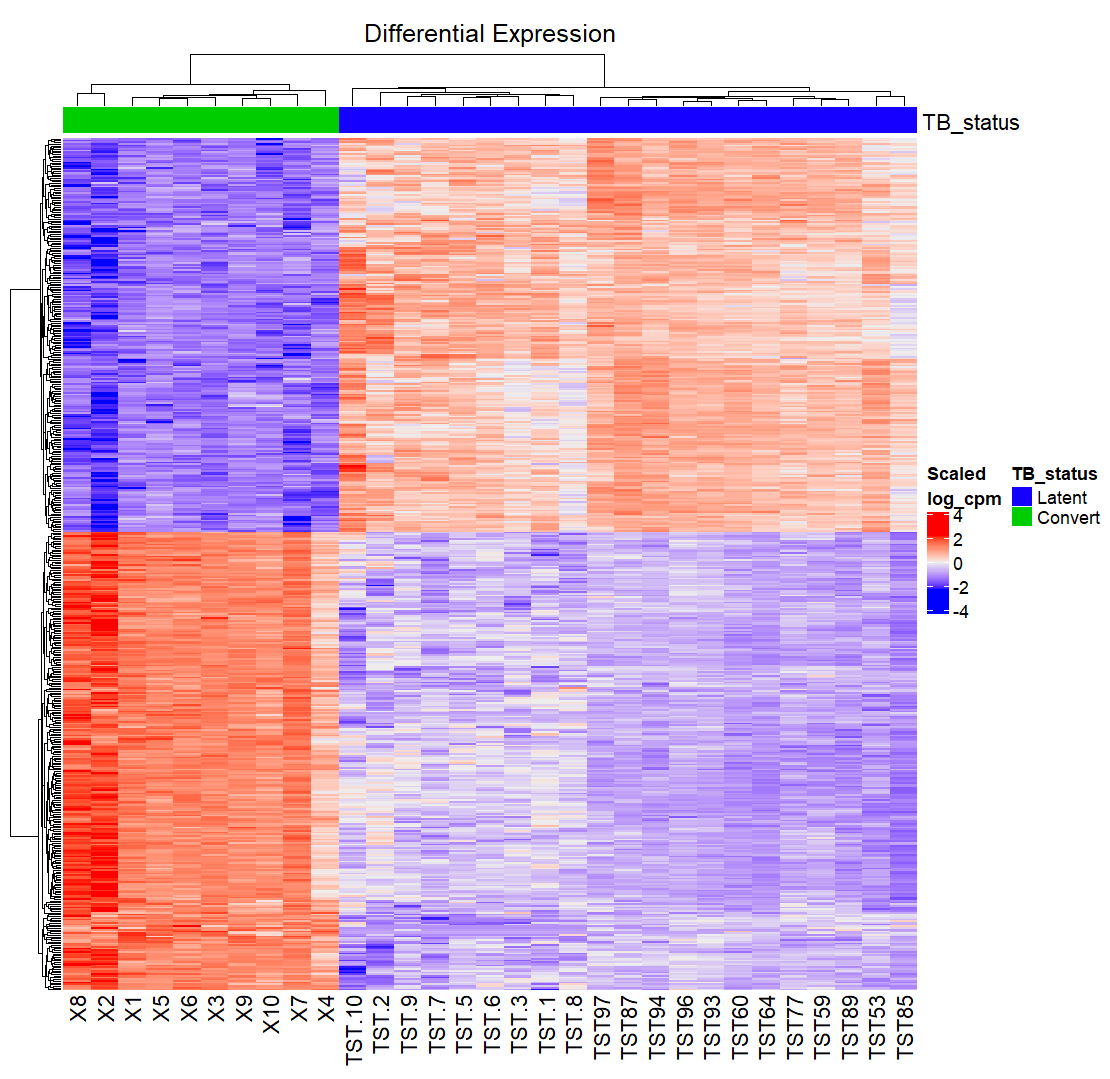 Differential Expression
TB_status
Scaled
log_cpm
4
2
0
-2
-4
TB_status
Latent
Convert
X8
X2
X1
X5
X6
X3
X9
X10
X7
X4
TST.10
TST.2
TST.9
TST.7
TST.5
TST.6
TST.3
TST.1
TST.8
TST97
TST87
TST94
TST96
TST93
TST60
TST64
TST77
TST59
TST89
TST53
TST85